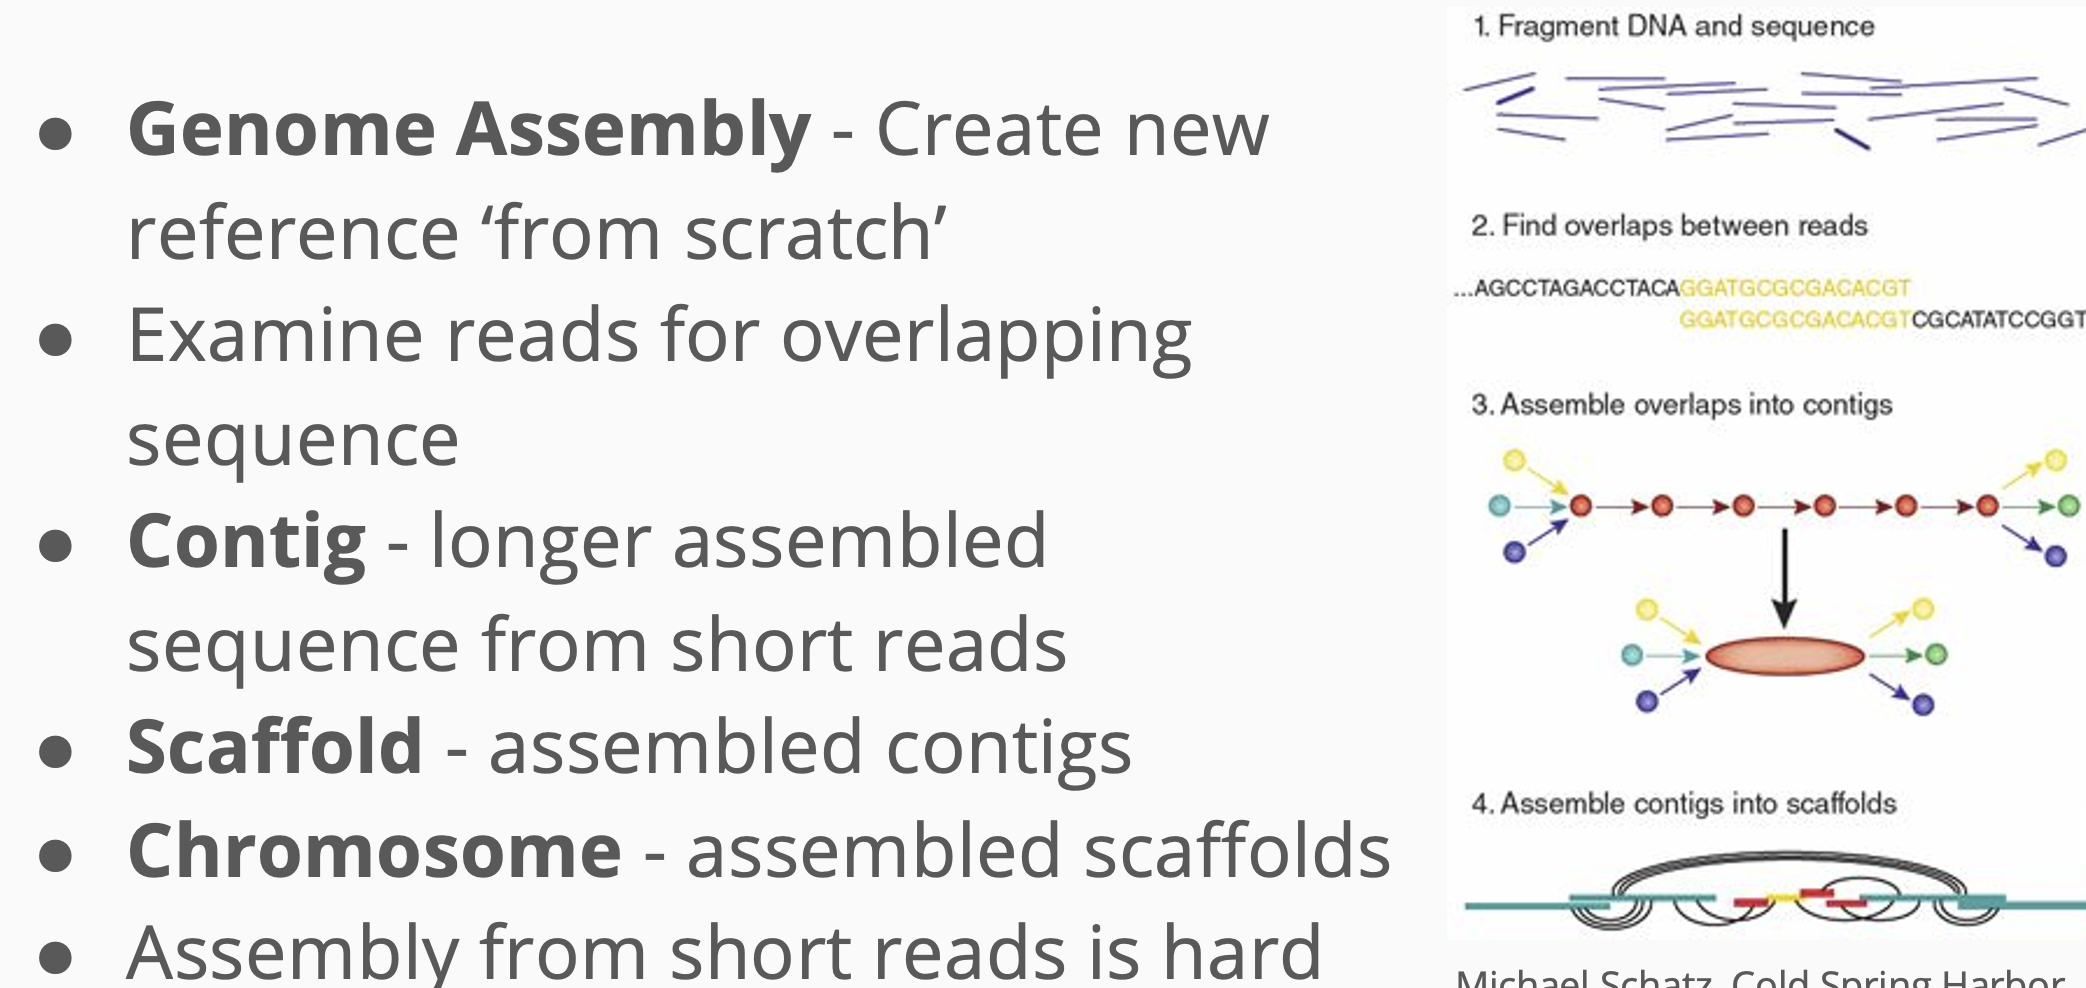 ● Genome Assembly - Create new
reference ‘from scratch’
● Examine reads for overlapping
sequence
● Contig - longer assembled
sequence from short reads
● Scaffold - assembled contigs
● Chromosome - assembled scaffolds
● Assembly from short reads is hard
1. Fragment DNA and sequence
2. Find overlaps between reads
...AGCCTAGACCTACAGGATGCGCGACACGT
GGATGCGCGACACGTCGCATATCCGGT
3. Assemble overlaps into contigs
4. Assemble contigs into scaffolds
Michael Schatz, Cold Spring Harbor